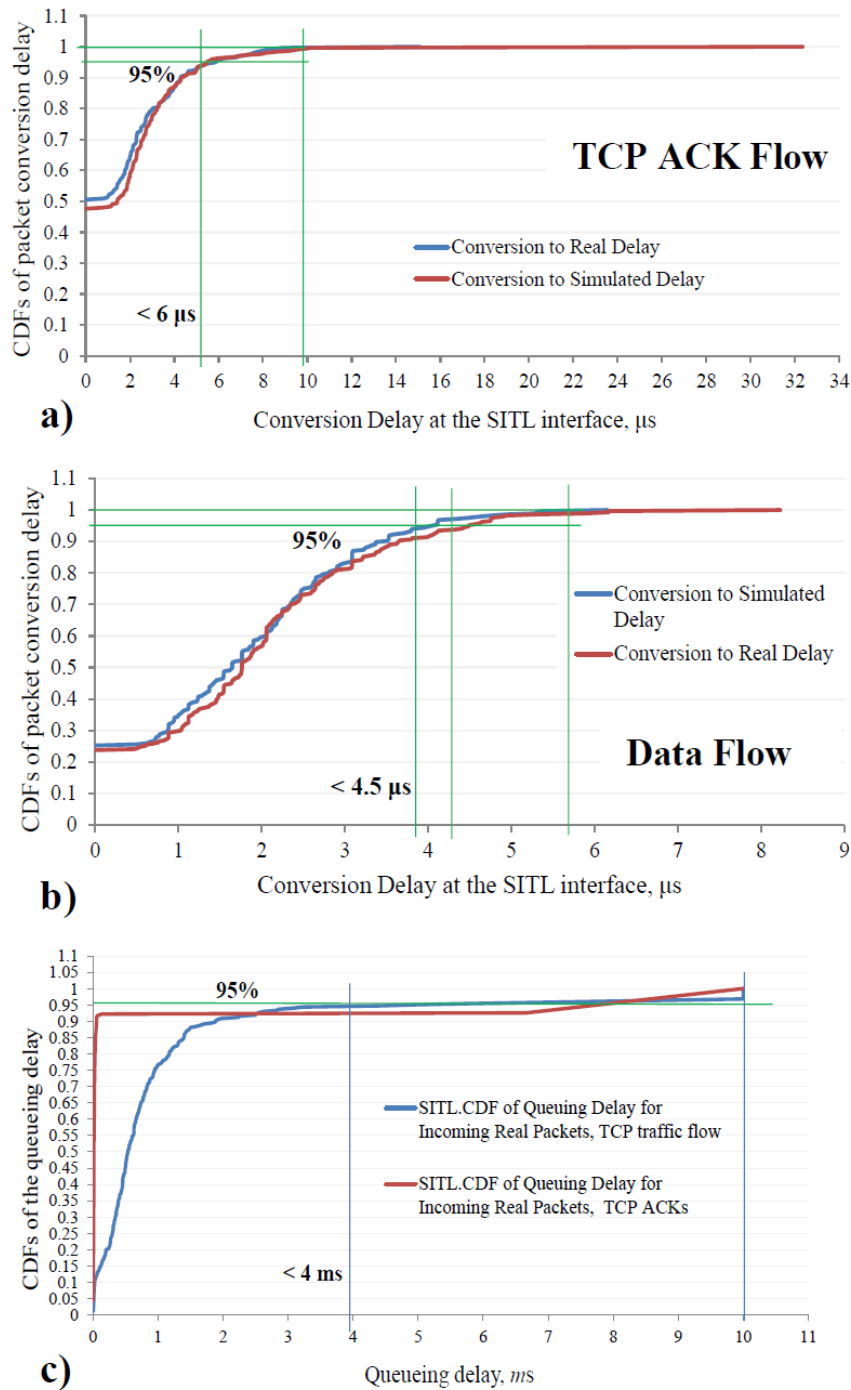 1.1
1
0.9
0.8
0.7
0.6
0.5
0.4
0.3
0.2
0.1
0
CDFs of packet conversion delay
95%
TCP ACK Flow
Conversion to Real Delay
Conversion to Simulated Delay
< 6 μs
0 2 4 6 8 10 12 14 16 18 20 22 24 26 28 30 32 34
a)
Conversion Delay at the SITL interface, μs
1.1
1
0.9
0.8
0.7
0.6
0.5
0.4
0.3
0.2
0.1
0
CDFs of packet conversion delay
95%
Conversion to Simulated
Delay
Conversion to Real Delay
Data Flow
< 4.5 μs
0 1 2 3 4 5 6 7 8 9
b)
Conversion Delay at the SITL interface, μs
1.1
1.05
1
0.95
0.9
0.85
0.8
0.75
0.7
0.65
0.6
0.55
0.5
0.45
0.4
0.35
0.3
0.25
0.2
0.15
0.1
0.05
0
CDFs of the queueing delay
95%
SITL.CDF of Queuing Delay for
Incoming Real Packets, TCP traffic flow
SITL.CDF of Queuing Delay for
Incoming Real Packets, TCP ACKs
< 4 ms
0 1 2 3 4 5 6 7 8 9 10 11
c)
Queueing delay, ms